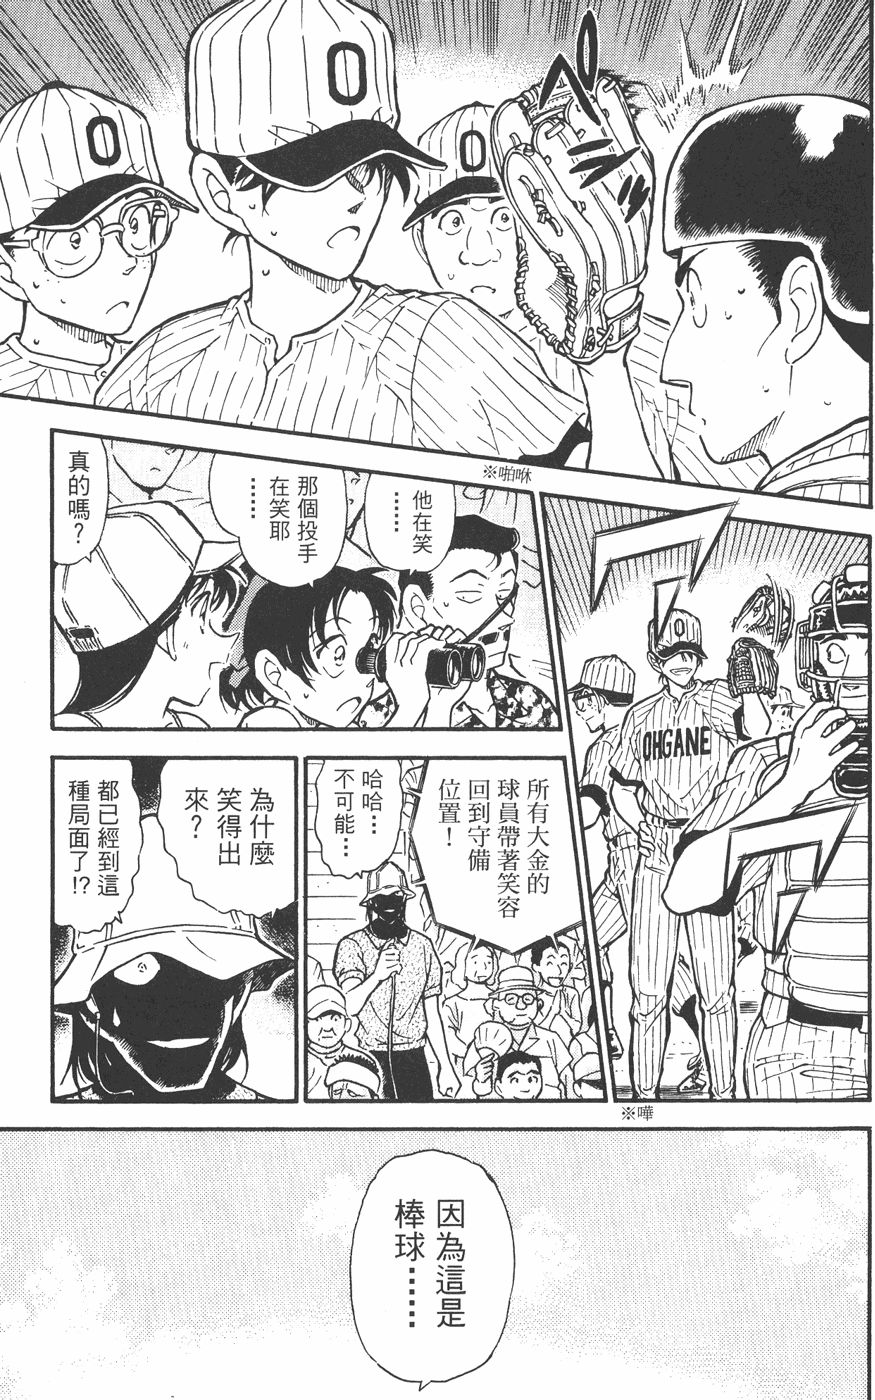 O
O
O
ペ
シ
※啪咻
O
OHGANE
※嘩
他在笑
……
那個投手
在笑耶
……
真的嗎？
所有大金的
球員帶著笑容
回到守備
位置！
哈哈…
不可能…
為什麼
笑得出
來？
都已經到這
種局面了!?
因為這是
棒球……